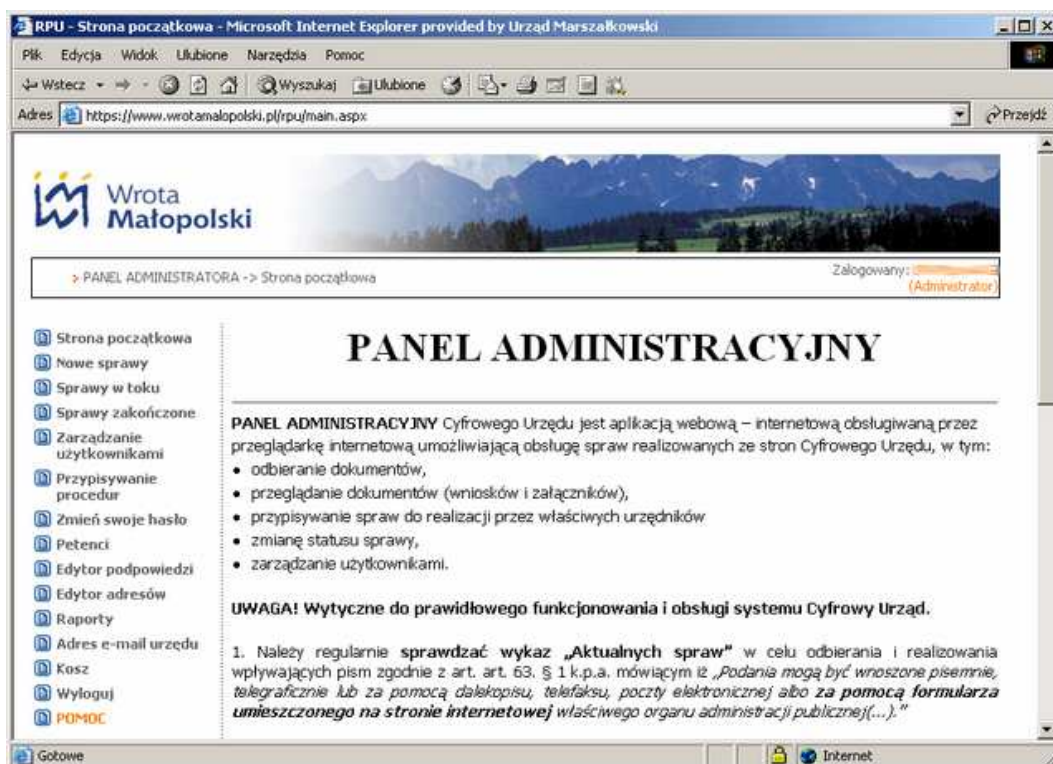 RPU - Strona początkowa - Microsoft Internet Explorer provided by Urząd Marszałkowski
Plik Edycja Widok Ulubione Narzędzia Pomoc
Wstecz Wyszukaj Ulubione
Adres https://www.wrotamalopolski.pl/rpu/main.aspx Przejdź
Wrota
Małopolski
> PANEL ADMINISTRATORA -> Strona początkowa
Zalogowany:
(Administrator)
Strona początkowa
Nowe sprawy
Sprawy w toku
Sprawy zakończone
Zarządzanie
użytkownikami
Przypisywanie
procedur
Zmień swoje hasło
Petenci
Edytor podpowiedzi
Edytor adresów
Raporty
Adres e-mail urzędu
Kosz
Wyloguj
POMOC
PANEL ADMINISTRACYJNY
PANEL ADMINISTRACYJNY Cyfrowego Urzędu jest aplikacją webową – internetową obsługiwaną przez
przeglądarkę internetową umożliwiającą obsługę spraw realizowanych ze stron Cyfrowego Urzędu, w tym:
• odbieranie dokumentów,
• przeglądanie dokumentów (wniosków i załączników),
• przypisywanie spraw do realizacji przez właściwych urzędników
• zmianę statusu sprawy,
• zarządzanie użytkownikami.
UWAGA! Wytyczne do prawidłowego funkcjonowania i obsługi systemu Cyfrowy Urząd.
1. Należy regularnie sprawdzać wykaz „Aktualnych spraw” w celu odbierania i realizowania
wpływających pism zgodnie z art. art. 63. § 1 k.p.a. mówiącym iż „Podania mogą być wnoszone pisemnie,
telegraficznie lub za pomocą dalekopisu, telefaksu, poczty elektronicznej albo za pomocą formularza
umieszczonego na stronie internetowej właściwego organu administracji publicznej(...).”
Gotowe
Internet